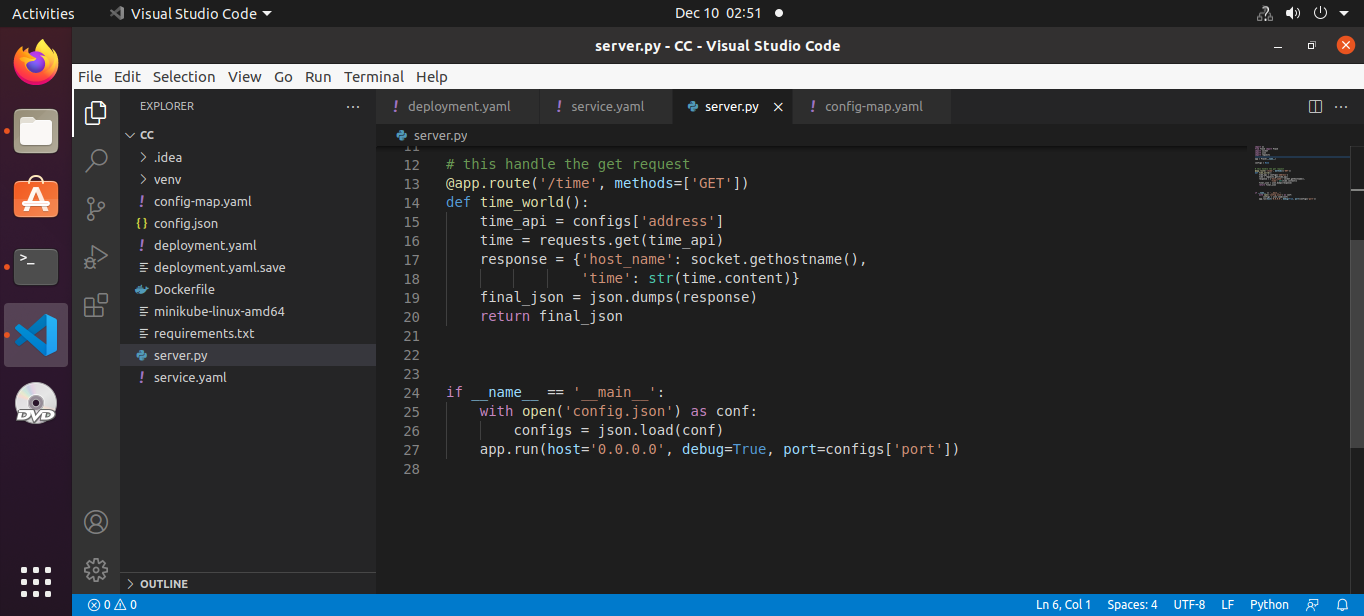 Activities Visual Studio Code Dec 10 02:51
server.py - CC - Visual Studio Code
File Edit Selection View Go Run Terminal Help
EXPLORER
CC
.idea
venv
config-map.yaml
config.json
deployment.yaml
deployment.yaml.save
Dockerfile
minikube-linux-amd64
requirements.txt
server.py
service.yaml
OUTLINE
deployment.yaml service.yaml server.py config-map.yaml
server.py
11
12 # this handle the get request
13 @app.route('/time', methods=['GET'])
14 def time_world():
15 time_api = configs['address']
16 time = requests.get(time_api)
17 response = {'host_name': socket.gethostname(),
18 'time': str(time.content)}
19 final_json = json.dumps(response)
20 return final_json
21
22
23
24 if __name__ == '__main__':
25 with open('config.json') as conf:
26 configs = json.load(conf)
27 app.run(host='0.0.0.0', debug=True, port=configs['port'])
28
>_
DVD
0 0 Ln 6, Col 1 Spaces: 4 UTF-8 LF Python